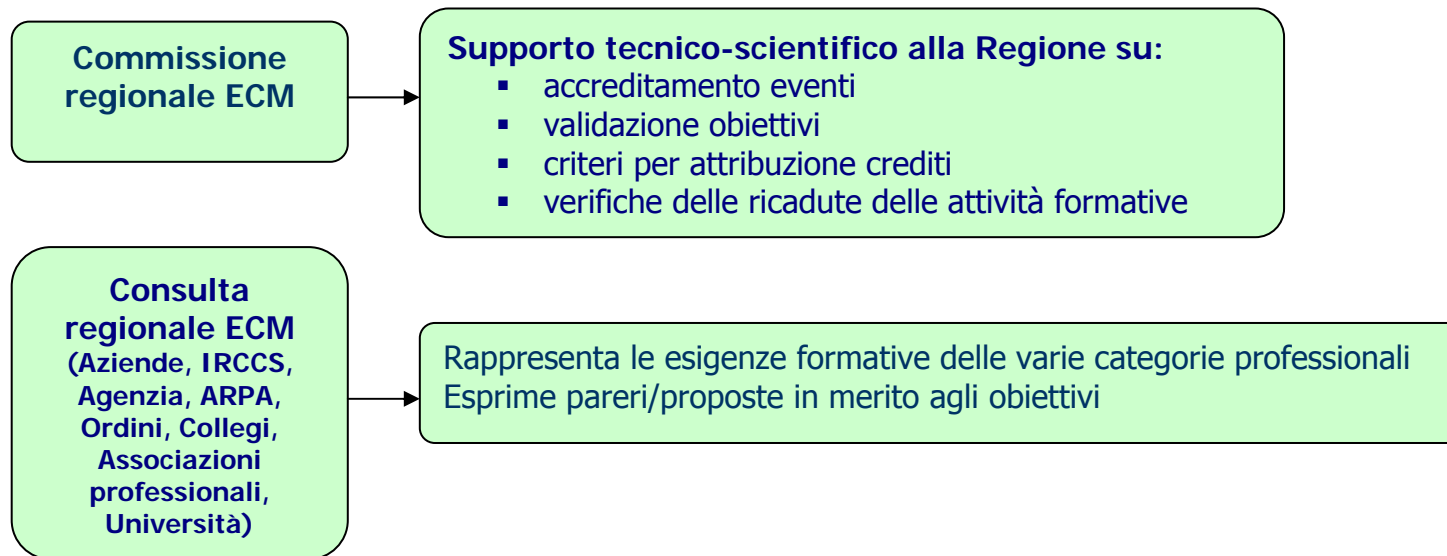 Commissione
regionale ECM
Supporto tecnico-scientifico alla Regione su:
▪ accreditamento eventi
▪ validazione obiettivi
▪ criteri per attribuzione crediti
▪ verifiche delle ricadute delle attività formative
Consulta
regionale ECM
(Aziende, IRCCS,
Agenzia, ARPA,
Ordini, Collegi,
Associazioni
professionali,
Università)
Rappresenta le esigenze formative delle varie categorie professionali
Esprime pareri/proposte in merito agli obiettivi